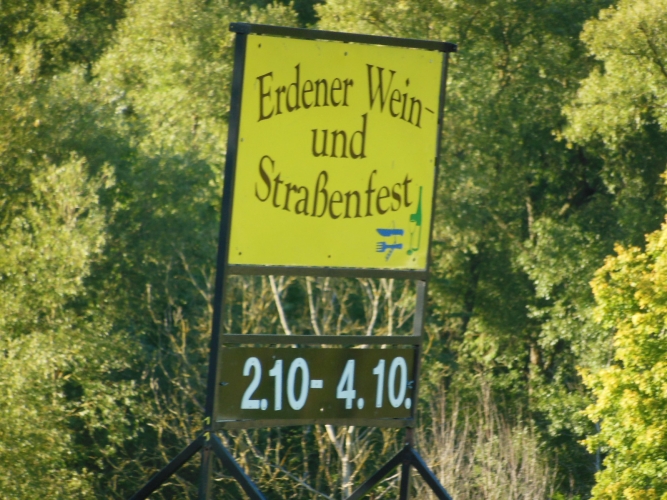 Erdener Wein-
und
Straßenfest
2.10- 4.10.